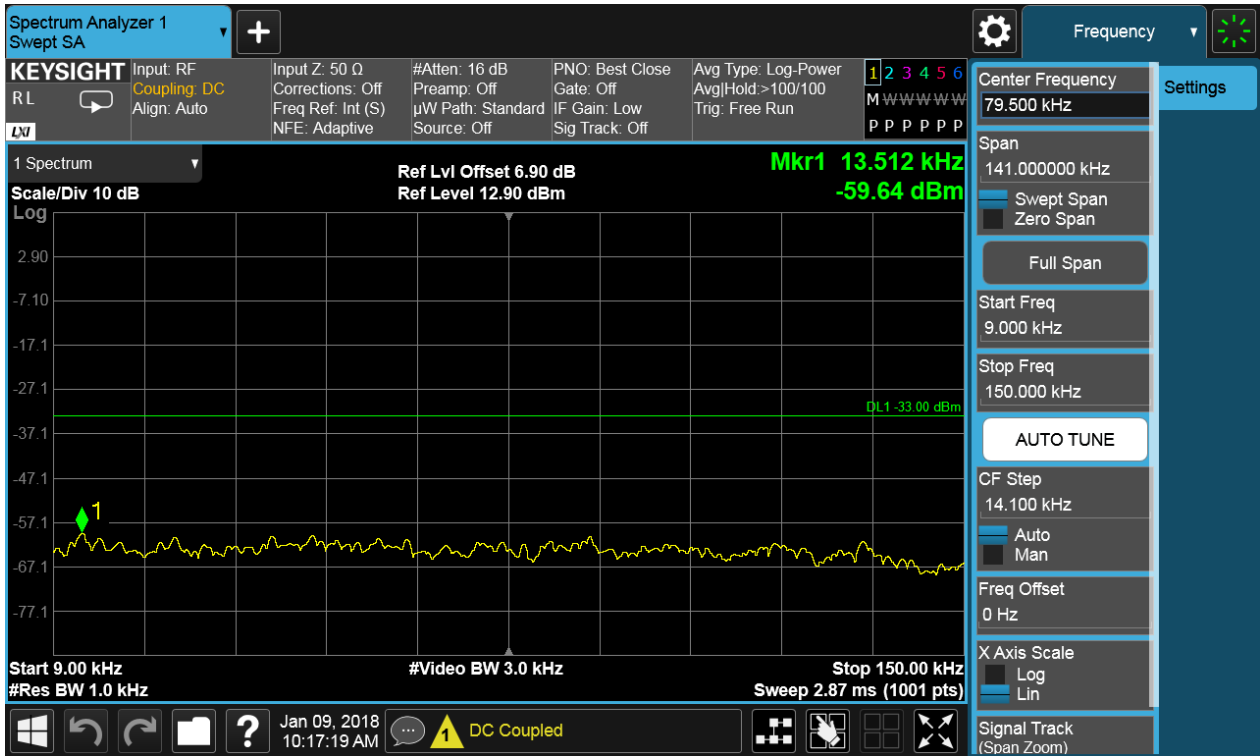 Spectrum Analyzer 1
Swept SA
Frequency
KEYSIGHT
RL
LXI
Input: RF
Coupling: DC
Align: Auto
Input Z: 50 Ω
Corrections: Off
Freq Ref: Int (S)
NFE: Adaptive
#Atten: 16 dB
Preamp: Off
µW Path: Standard
Source: Off
PNO: Best Close
Gate: Off
IF Gain: Low
Sig Track: Off
Avg Type: Log-Power
Avg|Hold:>100/100
Trig: Free Run
1 2 3 4 5 6
M W W W W W
P P P P P P
1 Spectrum
Scale/Div 10 dB
Ref Lvl Offset 6.90 dB
Ref Level 12.90 dBm
Mkr1 13.512 kHz
-59.64 dBm
Log
2.90
-7.10
-17.1
-27.1
DL1 -33.00 dBm
-37.1
-47.1
1
-57.1
-67.1
-77.1
Start 9.00 kHz
#Video BW 3.0 kHz
Stop 150.00 kHz
#Res BW 1.0 kHz
Sweep 2.87 ms (1001 pts)
Center Frequency
79.500 kHz
Settings
Span
141.000000 kHz
Swept Span
Zero Span
Full Span
Start Freq
9.000 kHz
Stop Freq
150.000 kHz
AUTO TUNE
CF Step
14.100 kHz
Auto
Man
Freq Offset
0 Hz
X Axis Scale
Log
Lin
Signal Track
(Span Zoom)
?
Jan 09, 2018
10:17:19 AM
1
DC Coupled